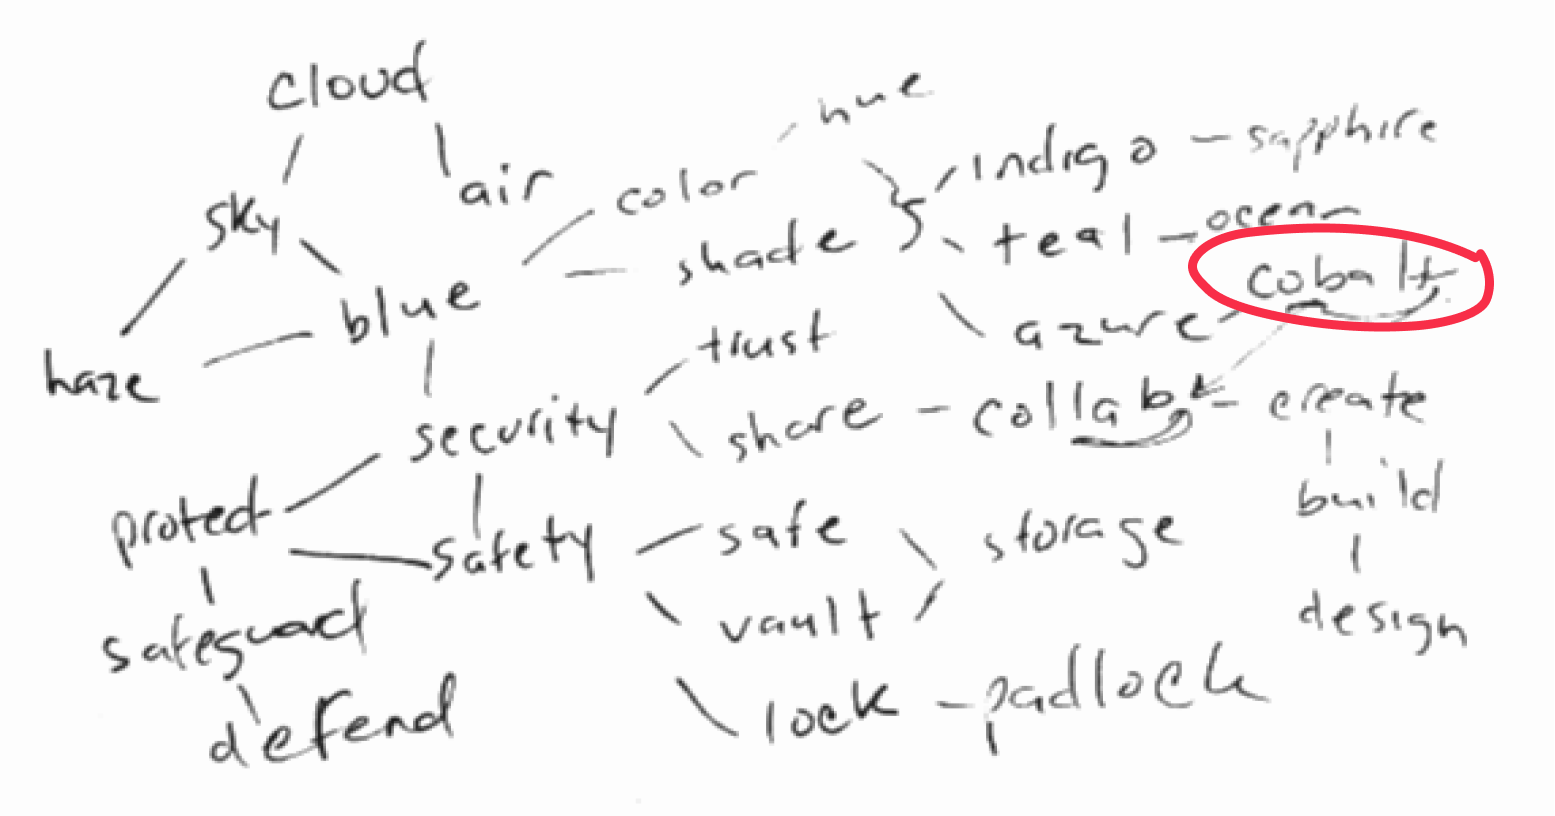 cloud
air
sky
blue
haze
color
hue
shade
indigo - sapphire
teal - ocean
azure - cobalt
security
trust
share - collab - create
build
design
protect
safety
safeguard
defend
safe
vault
storage
lock - padlock